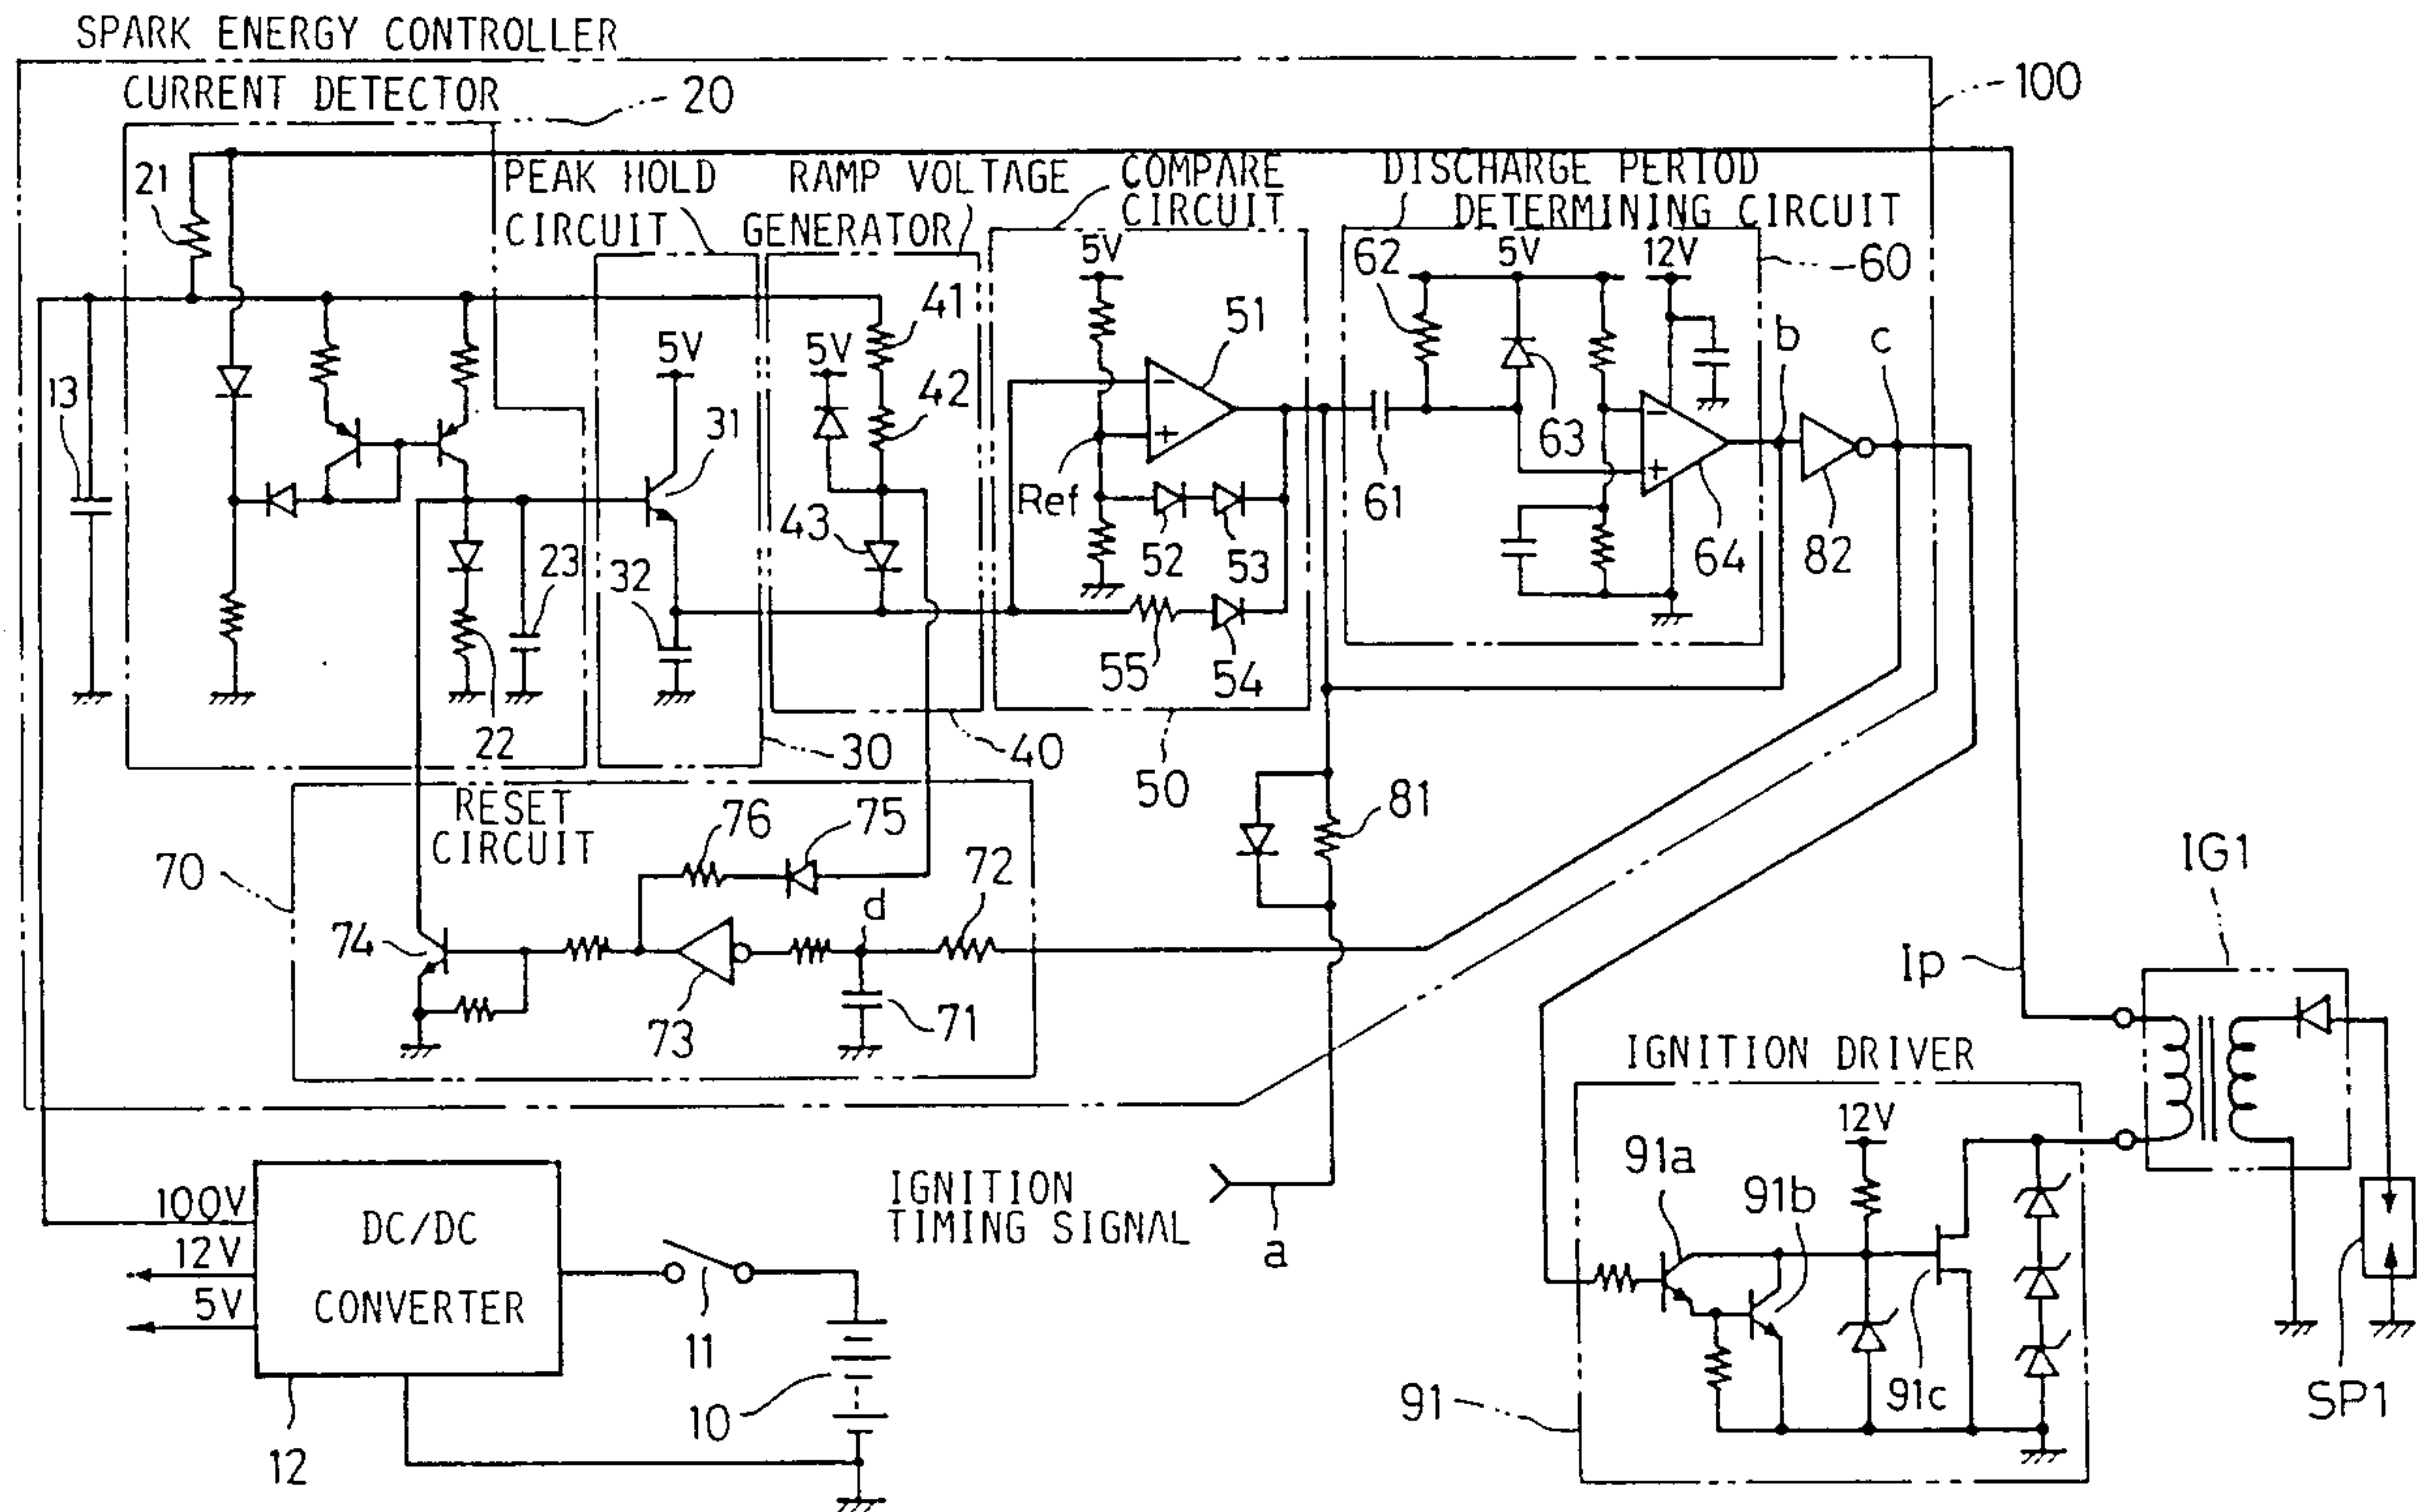 SPARK ENERGY CONTROLLER
CURRENT DETECTOR
20
100
21
PEAK HOLD
CIRCUIT
RAMP VOLTAGE
GENERATOR
COMPARE
CIRCUIT
DISCHARGE PERIOD
DETERMINING CIRCUIT
5V
62
5V
12V
60
41
51
b
c
5V
5V
13
42
31
63
Ref
61
43
52
53
64
82
23
32
55
54
22
30
40
50
RESET
CIRCUIT
76
75
81
70
72
IG1
d
74
Ip
73
71
IGNITION DRIVER
12V
91a
91b
100V
12V
5V
DC/DC
CONVERTER
IGNITION
TIMING SIGNAL
a
11
91c
10
91
SP1
12